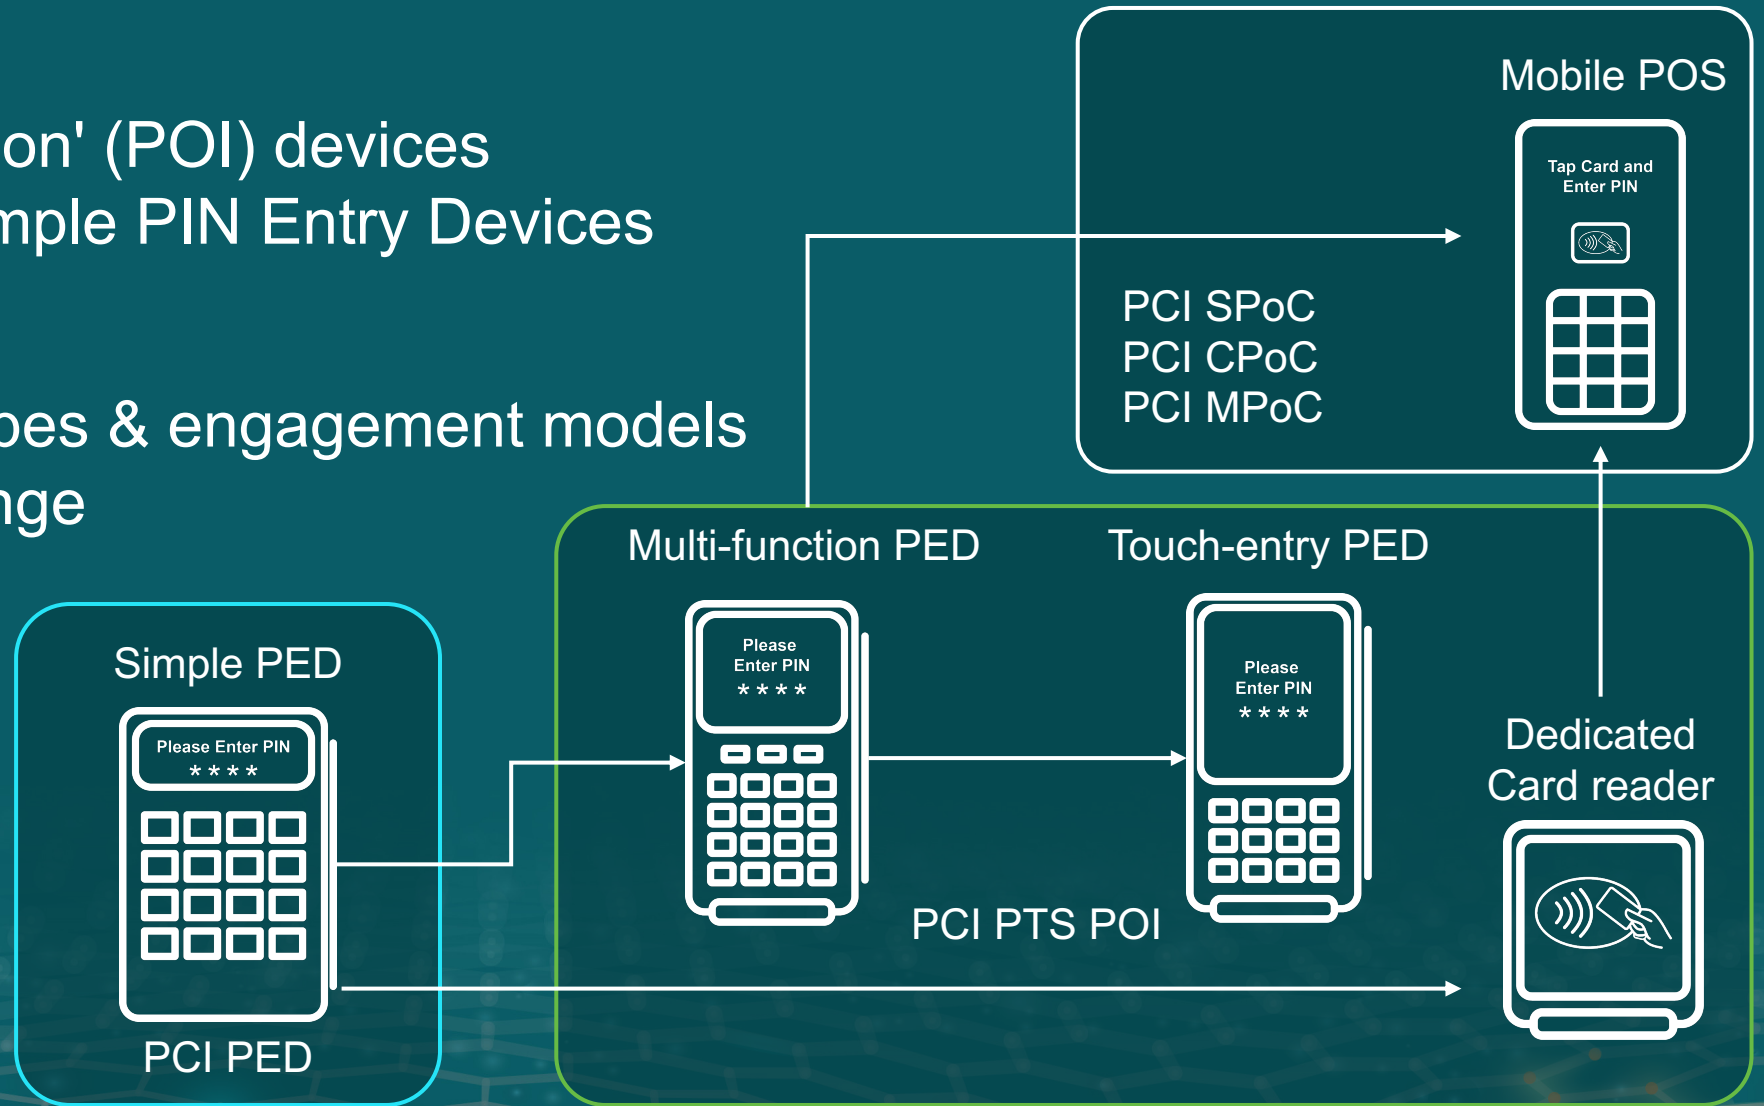 on' (POI) devices
mple PIN Entry Devices
pes & engagement models
nge
Mobile POS
Tap Card and
Enter PIN
PCI SPoC
PCI CPoC
PCI MPoC
Multi-function PED
Please
Enter PIN
****
Touch-entry PED
Please
Enter PIN
****
Simple PED
Please Enter PIN
****
PCI PED
PCI PTS POI
Dedicated
Card reader